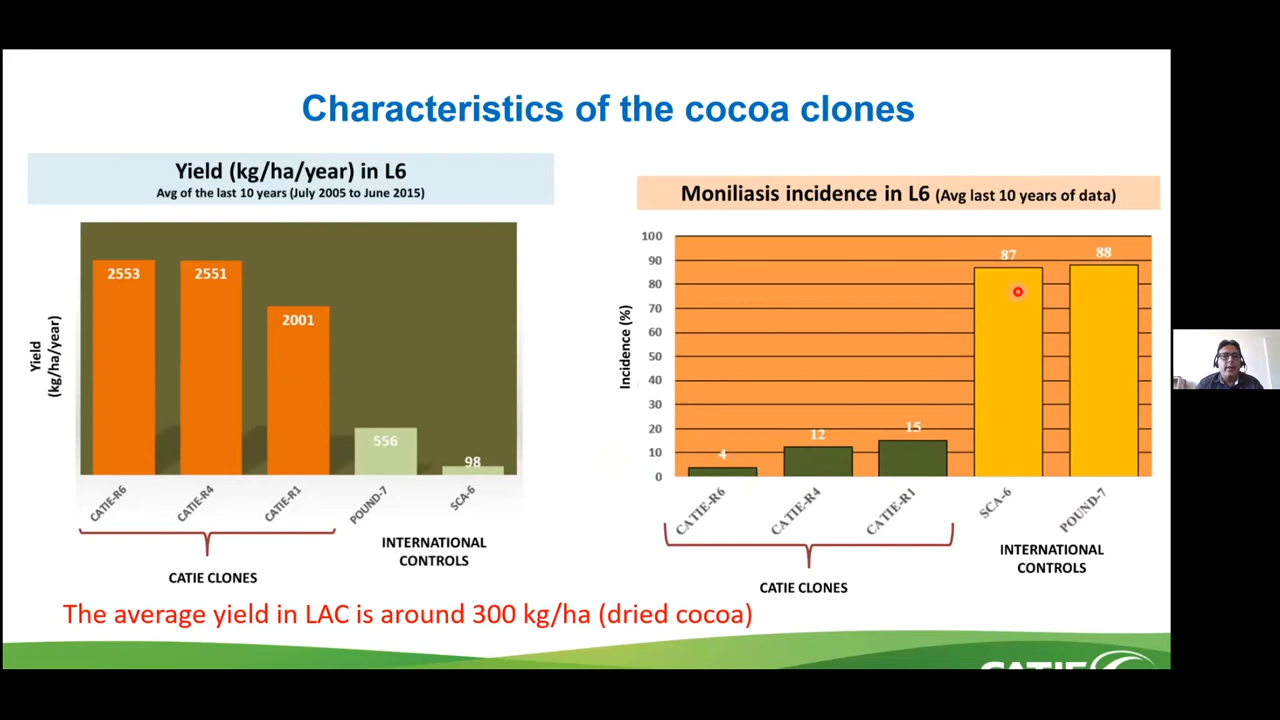 Characteristics of the cocoa clones
Yield (kg/ha/year) in L6
Avg of the last 10 years (July 2005 to June 2015)
Yield
(kg/ha/year)
2553
2551
2001
556
98
CATIE-R6
CATIE-R4
CATIE-R1
POUND-7
SCA-6
CATIE CLONES
INTERNATIONAL
CONTROLS
Moniliasis incidence in L6 (Avg last 10 years of data)
Incidence (%)
100
90
80
70
60
50
40
30
20
10
0
4
12
15
87
88
CATIE-R6
CATIE-R4
CATIE-R1
SCA-6
POUND-7
CATIE CLONES
INTERNATIONAL
CONTROLS
The average yield in LAC is around 300 kg/ha (dried cocoa)
CATIE